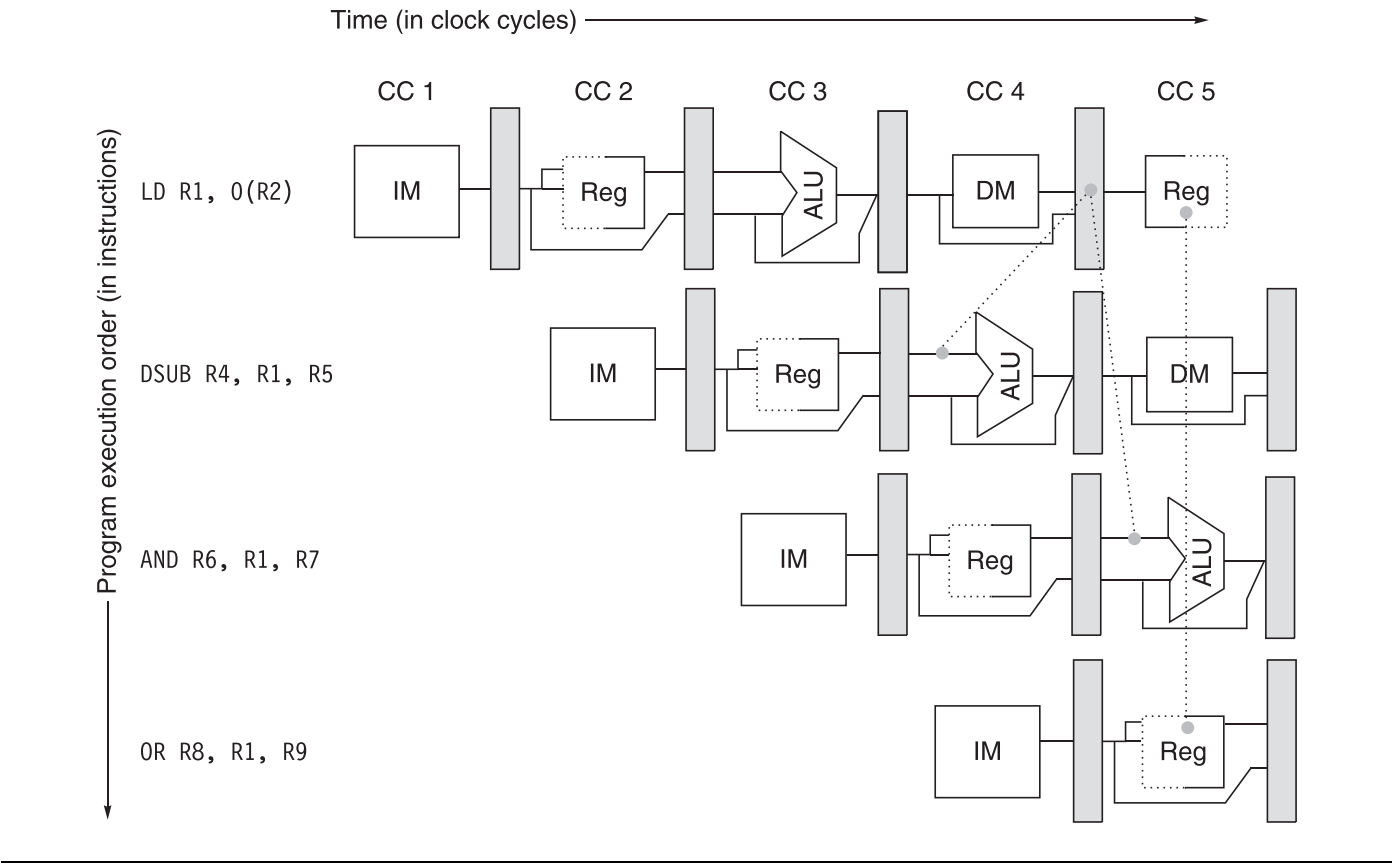 Time (in clock cycles)
CC 1 CC 2 CC 3 CC 4 CC 5
Program execution order (in instructions)
LD R1, 0(R2) IM Reg ALU DM Reg
DSUB R4, R1, R5 IM Reg ALU DM
AND R6, R1, R7 IM Reg ALU
OR R8, R1, R9 IM Reg